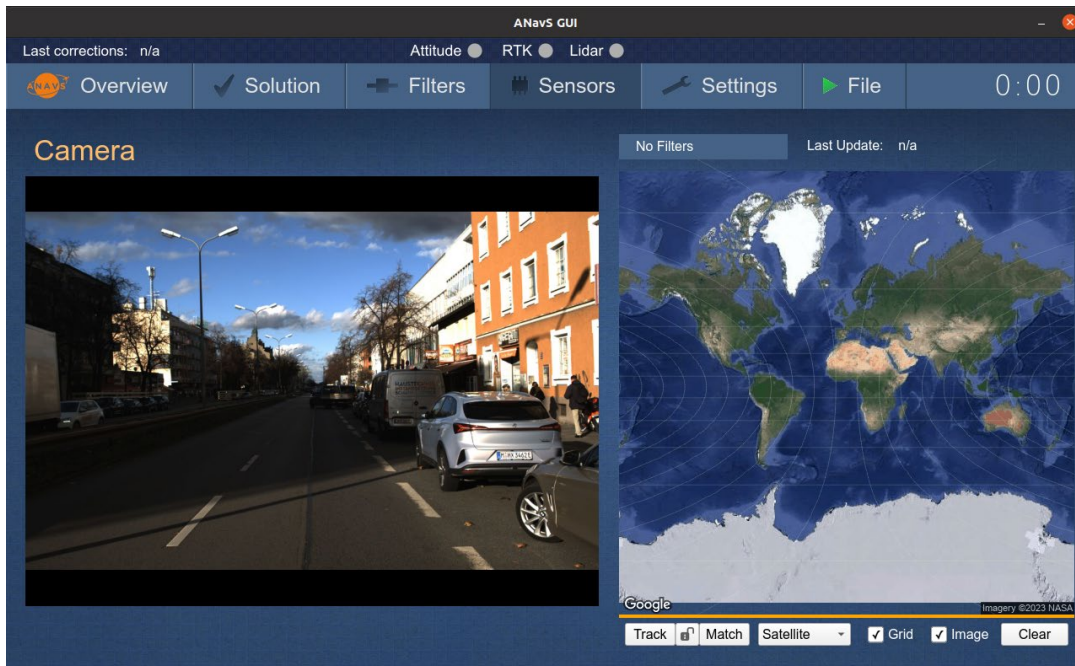 ANavS GUI
Last corrections: n/a
Attitude
RTK
Lidar
ANAVS
Overview
Solution
Filters
Sensors
Settings
File
0:00
Camera
No Filters
Last Update: n/a
Google
Imagery ©2023 NASA
Track
Match
Satellite
Grid
Image
Clear